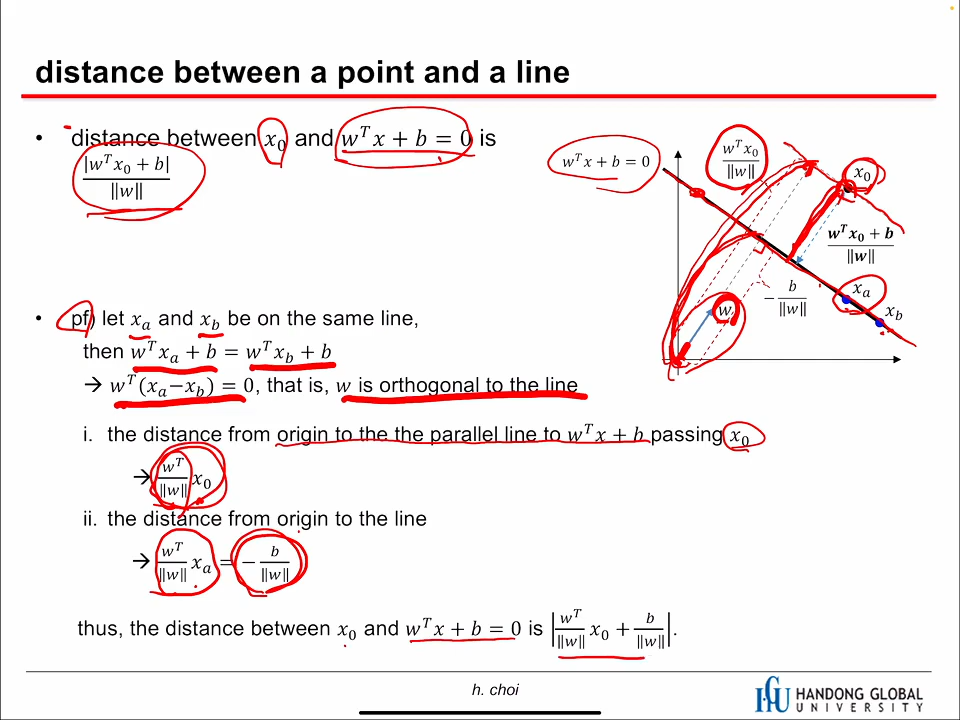 distance between a point and a line
• distance between x₀ and wᵀx + b = 0 is
|wᵀx₀ + b| / ‖w‖
wᵀx + b = 0
wᵀx₀ / ‖w‖
x₀
wᵀx₀ + b / ‖w‖
− b / ‖w‖
xₐ
x_b
w
• pf) let xₐ and x_b be on the same line,
then wᵀxₐ + b = wᵀx_b + b
→ wᵀ(xₐ−x_b) = 0, that is, w is orthogonal to the line
i. the distance from origin to the the parallel line to wᵀx + b passing x₀
→ wᵀ/‖w‖ x₀
ii. the distance from origin to the line
→ wᵀ/‖w‖ xₐ = − b/‖w‖
thus, the distance between x₀ and wᵀx + b = 0 is |wᵀ/‖w‖ x₀ + b/‖w‖|.
h. choi
HGU HANDONG GLOBAL
UNIVERSITY